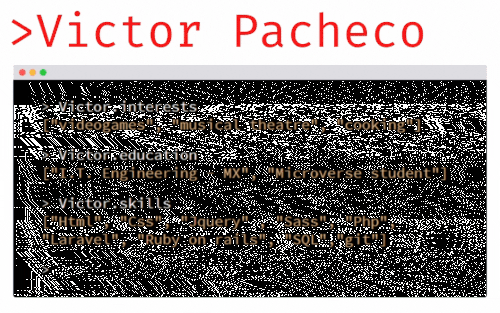 >Victor Pacheco
> Victor.interests
["videogames", "musical theatre", "cooking"]
> Victor.education
["I.T. Engineering - MX", "Microverse student"]
> Victor.skills
["Html", "Css", "Jquery", "Sass", "Php",
"Laravel", "Ruby on rails", "SQL", "git"]